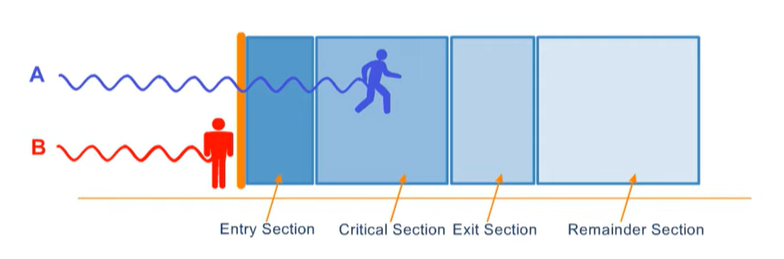 A
B
Entry Section
Critical Section
Exit Section
Remainder Section